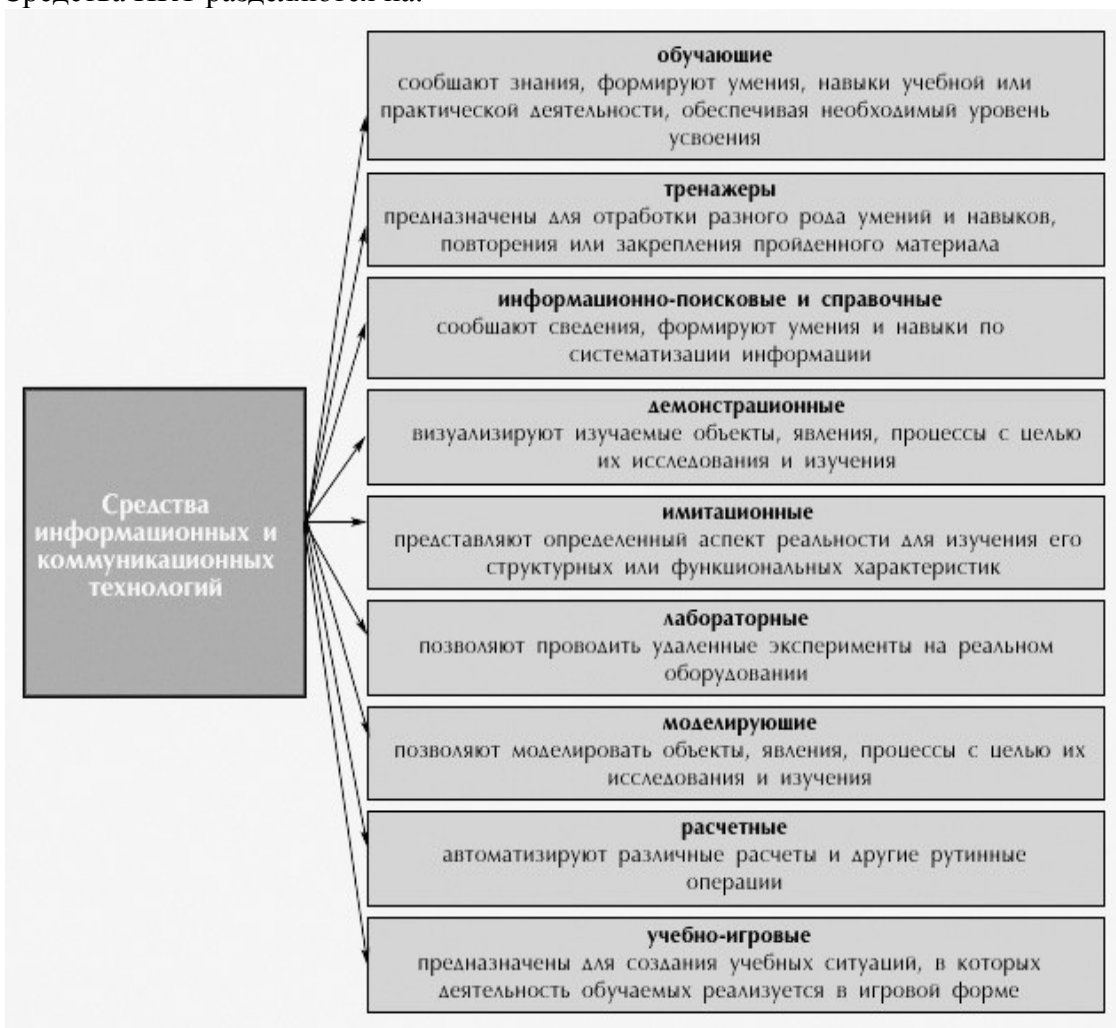 Средства
информационных и
коммуникационных
технологий
обучающие
сообщают знания, формируют умения, навыки учебной или
практической деятельности, обеспечивая необходимый уровень
усвоения
тренажеры
предназначены для отработки разного рода умений и навыков,
повторения или закрепления пройденного материала
информационно-поисковые и справочные
сообщают сведения, формируют умения и навыки по
систематизации информации
демонстрационные
визуализируют изучаемые объекты, явления, процессы с целью
их исследования и изучения
имитационные
представляют определенный аспект реальности для изучения его
структурных или функциональных характеристик
лабораторные
позволяют проводить удаленные эксперименты на реальном
оборудовании
моделирующие
позволяют моделировать объекты, явления, процессы с целью их
исследования и изучения
расчетные
автоматизируют различные расчеты и другие рутинные
операции
учебно-игровые
предназначены для создания учебных ситуаций, в которых
деятельность обучаемых реализуется в игровой форме